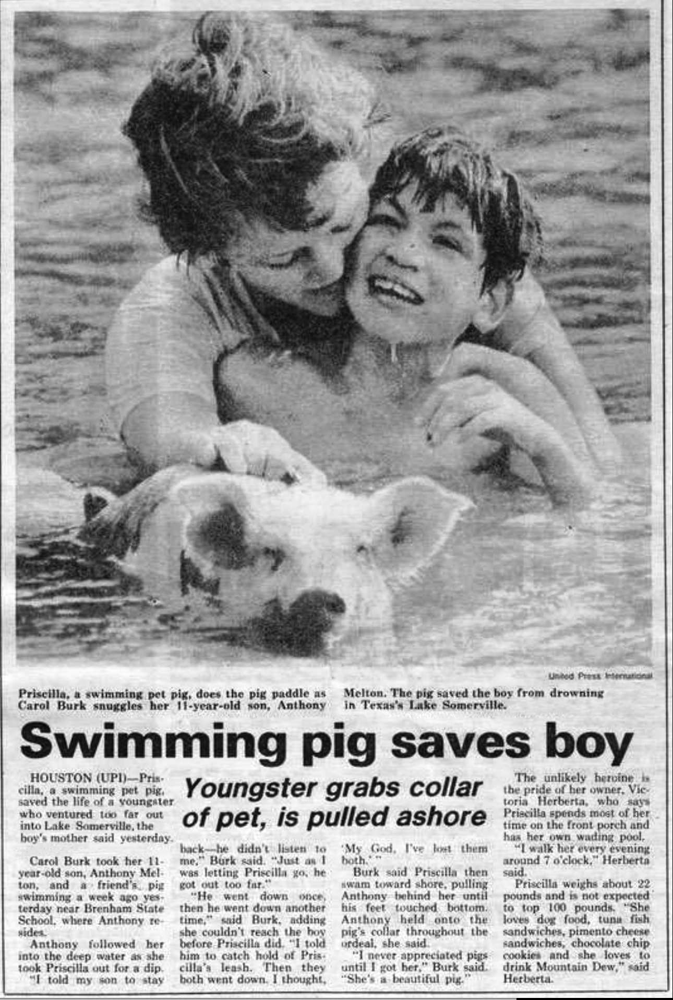 United Press International
Priscilla, a swimming pet pig, does the pig paddle as
Carol Burk snuggles her 11-year-old son, Anthony
Melton. The pig saved the boy from drowning
in Texas's Lake Somerville.
Swimming pig saves boy
Youngster grabs collar
of pet, is pulled ashore
HOUSTON (UPI)—Pris-
cilla, a swimming pet pig,
saved the life of a youngster
who ventured too far out
into Lake Somerville, the
boy's mother said yesterday.
Carol Burk took her 11-
year-old son, Anthony Mel-
ton, and a friend's pig
swimming a week ago yes-
terday near Brenham State
School, where Anthony re-
sides.
Anthony followed her
into the deep water as she
took Priscilla out for a dip.
"I told my son to stay
back—he didn't listen to
me," Burk said. "Just as I
was letting Priscilla go, he
got out too far."
"He went down once,
then he went down another
time," said Burk, adding
she couldn't reach the boy
before Priscilla did. "I told
him to catch hold of Pris-
cilla's leash. Then they
both went down. I thought,
'My God, I've lost them
both.' "
Burk said Priscilla then
swam toward shore, pulling
Anthony behind her until
his feet touched bottom.
Anthony held onto the
pig's collar throughout the
ordeal, she said.
"I never appreciated pigs
until I got her," Burk said.
"She's a beautiful pig."
The unlikely heroine is
the pride of her owner, Vic-
toria Herberta, who says
Priscilla spends most of her
time on the front porch and
has her own wading pool.
"I walk her every evening
around 7 o'clock," Herberta
said.
Priscilla weighs about 22
pounds and is not expected
to top 100 pounds. "She
loves dog food, tuna fish
sandwiches, pimento cheese
sandwiches, chocolate chip
cookies and she loves to
drink Mountain Dew," said
Herberta.